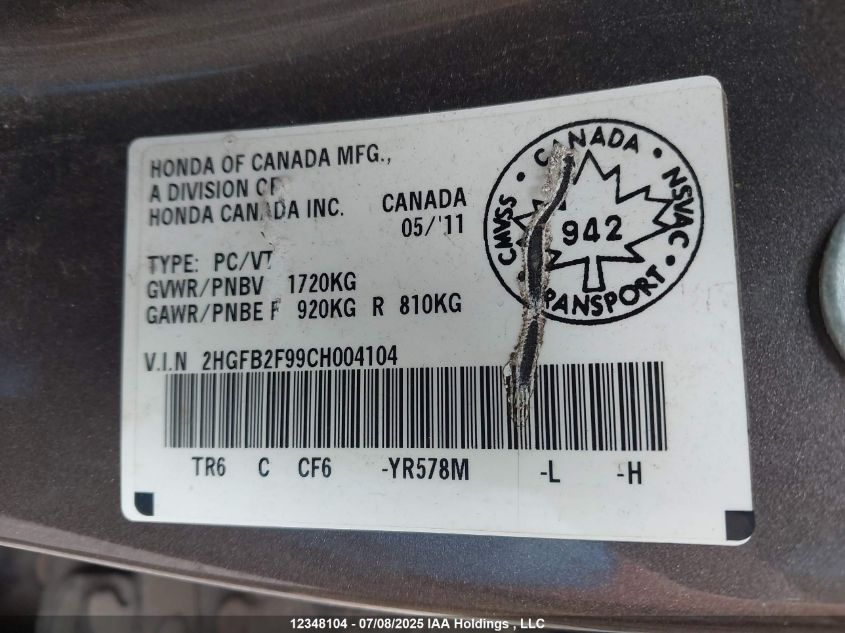 HONDA OF CANADA MFG.,
A DIVISION OF
HONDA CANADA INC.
CANADA
05/'11
TYPE: PC/VT
GVWR/PNBV 1720KG
GAWR/PNBE F 920KG R 810KG
V.I.N 2HGFB2F99CH004104
TR6 C CF6 -YR578M -L -H
CANADA
CMVSS • NSVAC
942
TRANSPORT
12348104 - 07/08/2025 IAA Holdings , LLC